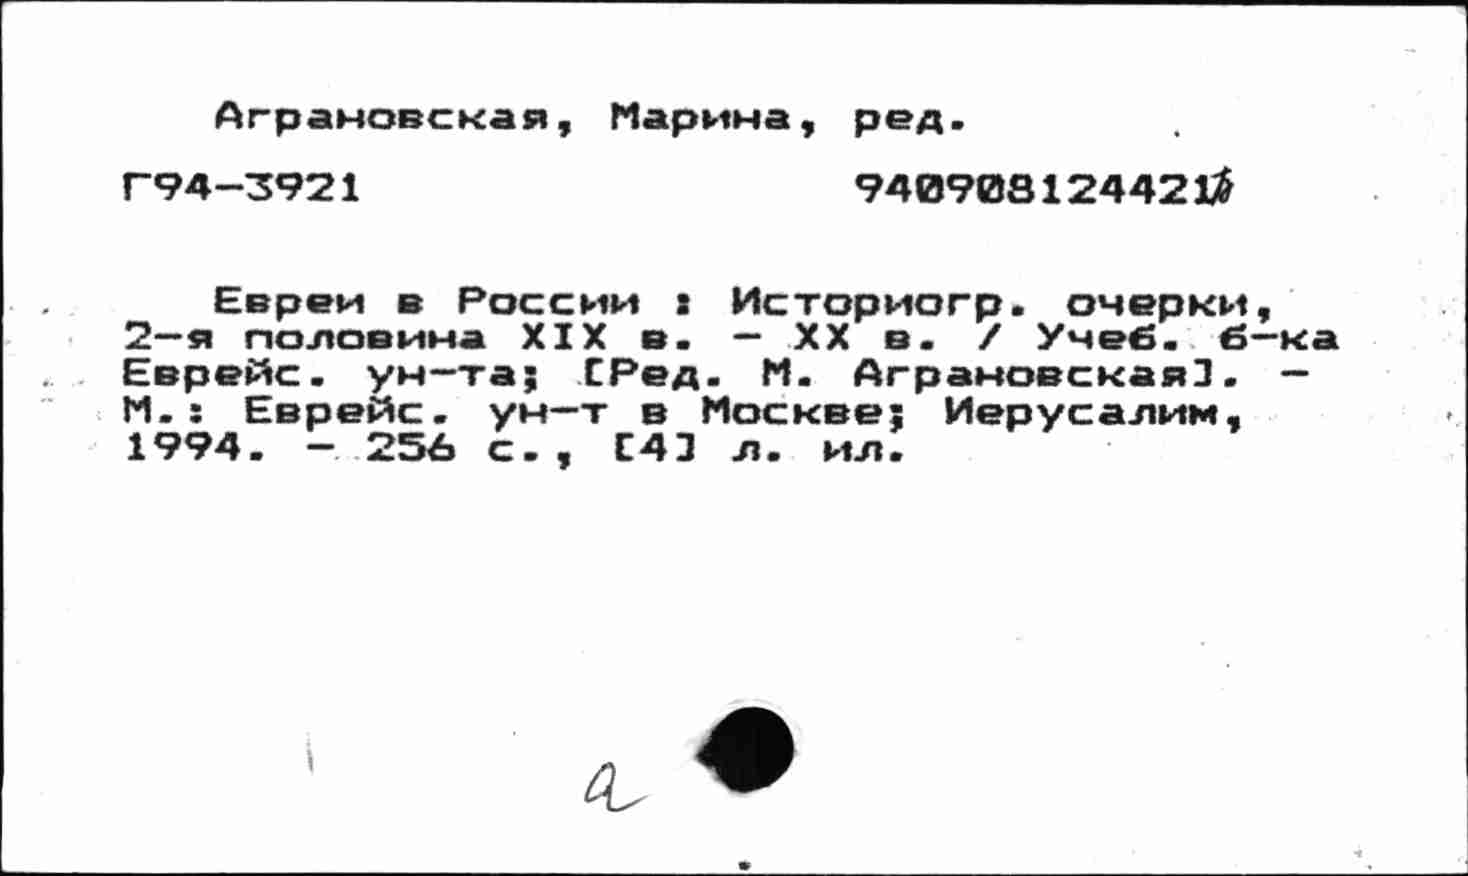 Аграновская, Марина, ред.
Г94-3921 940908124421
Евреи в России : Историогр. очерки,
2-я половина XIX в. - XX в. / Учеб. б-ка
Еврейс. ун-та; [Ред. М. Аграновская]. -
М.: Еврейс. ун-т в Москве; Иерусалим,
1994. - 256 с., [4] л. ил.
а